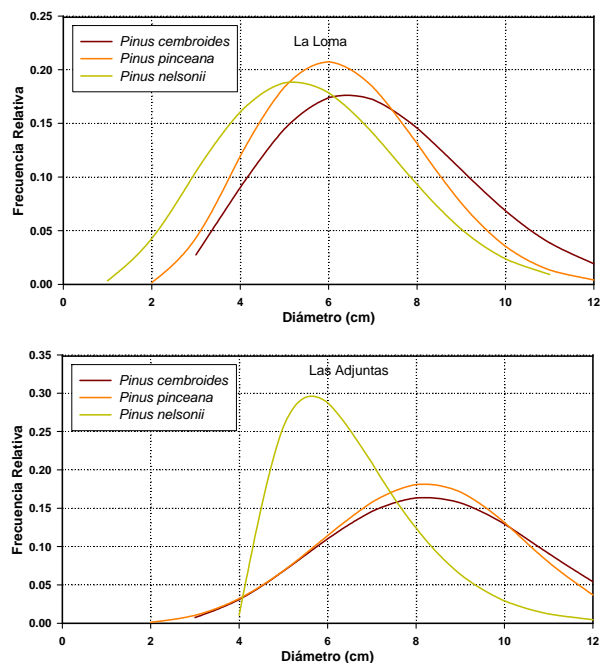 La Loma
Pinus cembroides
Pinus pinceana
Pinus nelsonii
Frecuencia Relativa
0.25
0.20
0.15
0.10
0.05
0.00
0 2 4 6 8 10 12
Diámetro (cm)
Las Adjuntas
Pinus cembroides
Pinus pinceana
Pinus nelsonii
Frecuencia Relativa
0.35
0.30
0.25
0.20
0.15
0.10
0.05
0.00
0 2 4 6 8 10 12
Diámetro (cm)